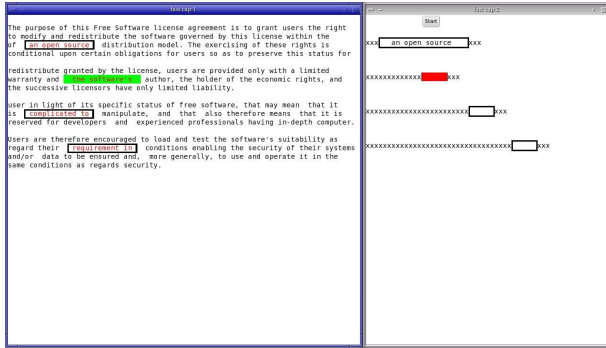 fast cap 1
The purpose of this Free Software license agreement is to grant users the right
to modify and redistribute the software governed by this license within the
of an open source distribution model. The exercising of these rights is
conditional upon certain obligations for users so as to preserve this status for
redistribute granted by the license, users are provided only with a limited
warranty and the software's author, the holder of the economic rights, and
the successive licensors have only limited liability.
user in light of its specific status of free software, that may mean that it
is complicated to manipulate, and that also therefore means that it is
reserved for developers and experienced professionals having in-depth computer.
Users are therefore encouraged to load and test the software's suitability as
regard their requirement in conditions enabling the security of their systems
and/or data to be ensured and, more generally, to use and operate it in the
same conditions as regards security.
fast cap 2
Start
xxx an open source xxx
xxxxxxxxxxxxx xxx
xxxxxxxxxxxxxxxxxxxxxxxx xxx
xxxxxxxxxxxxxxxxxxxxxxxxxxxxxxxxxx xxx